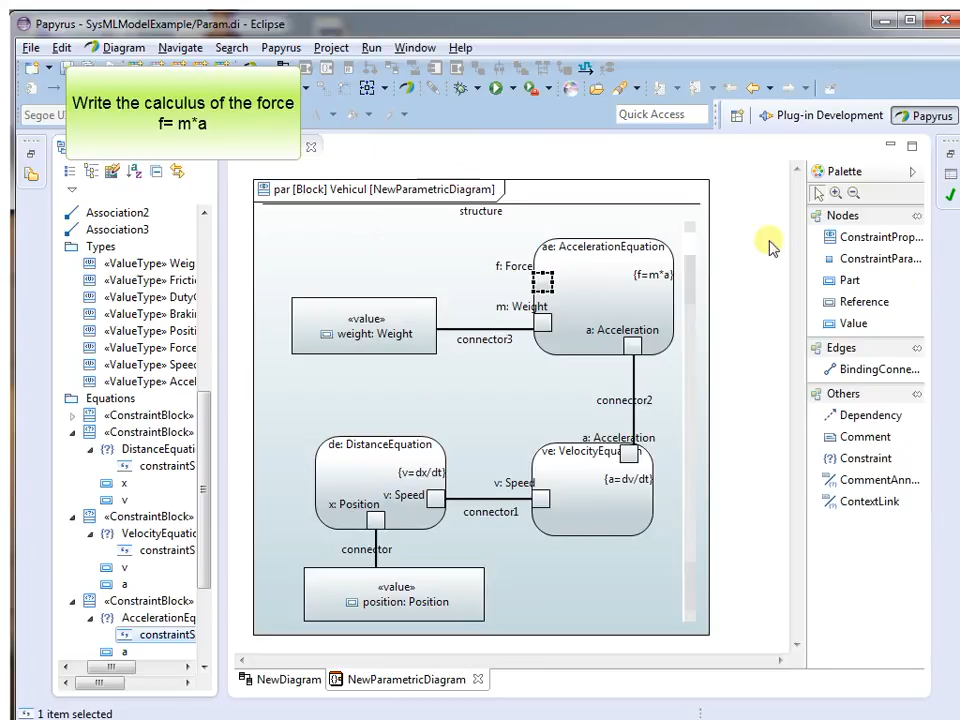 Papyrus - SysMLModelExample/Param.di - Eclipse
File Edit Diagram Navigate Search Papyrus Project Run Window Help
Write the calculus of the force
f= m*a
Segoe UI
Quick Access
Plug-in Development
Papyrus
Association2
Association3
Types
«ValueType» Weig
«ValueType» Frictio
«ValueType» DutyC
«ValueType» Brakin
«ValueType» Positi
«ValueType» Force
«ValueType» Speed
«ValueType» Accel
Equations
«ConstraintBlock»
«ConstraintBlock»
DistanceEquati
constraintS
x
v
«ConstraintBlock»
VelocityEquatio
constraintS
v
a
«ConstraintBlock»
AccelerationEq
constraintS
a
par [Block] Vehicul [NewParametricDiagram]
structure
ae: AccelerationEquation
f: Force
{f=m*a}
m: Weight
«value»
weight: Weight
a: Acceleration
connector3
connector2
a: Acceleration
de: DistanceEquation
{v=dx/dt}
v: Speed
x: Position
v: Speed
{a=dv/dt}
connector1
connector
«value»
position: Position
Palette
Nodes
ConstraintProp...
ConstraintPara...
Part
Reference
Value
Edges
BindingConne...
Others
Dependency
Comment
Constraint
CommentAnn...
ContextLink
NewDiagram
NewParametricDiagram
1 item selected